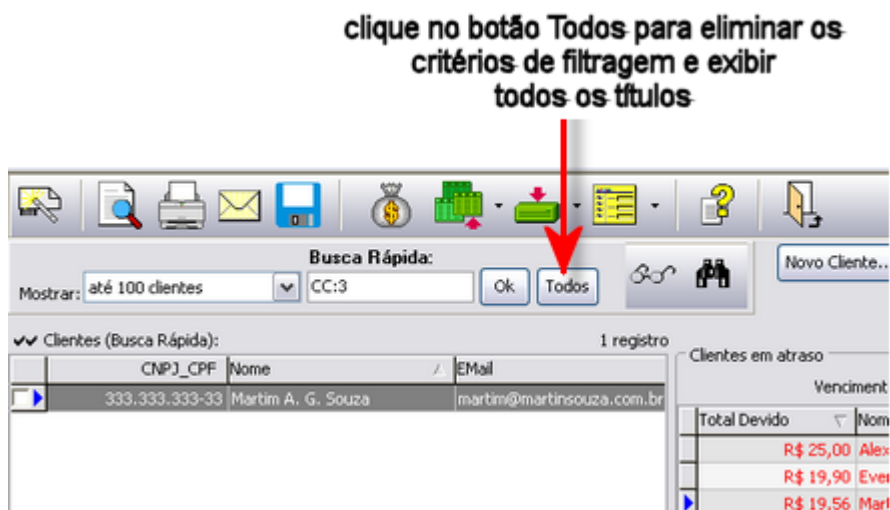 clique no botão Todos para eliminar os
critérios de filtragem e exibir
todos os títulos
Busca Rápida:
Mostrar: até 100 clientes CC:3 Ok Todos Novo Cliente..
Clientes (Busca Rápida): 1 registro
Clientes em atraso
Venciment
CNPJ_CPF Nome EMail
333.333.333-33 Martim A. G. Souza martim@martinsouza.com.br
Total Devido Nom
R$ 25,00 Alex
R$ 19,90 Ever
R$ 19,56 Mart